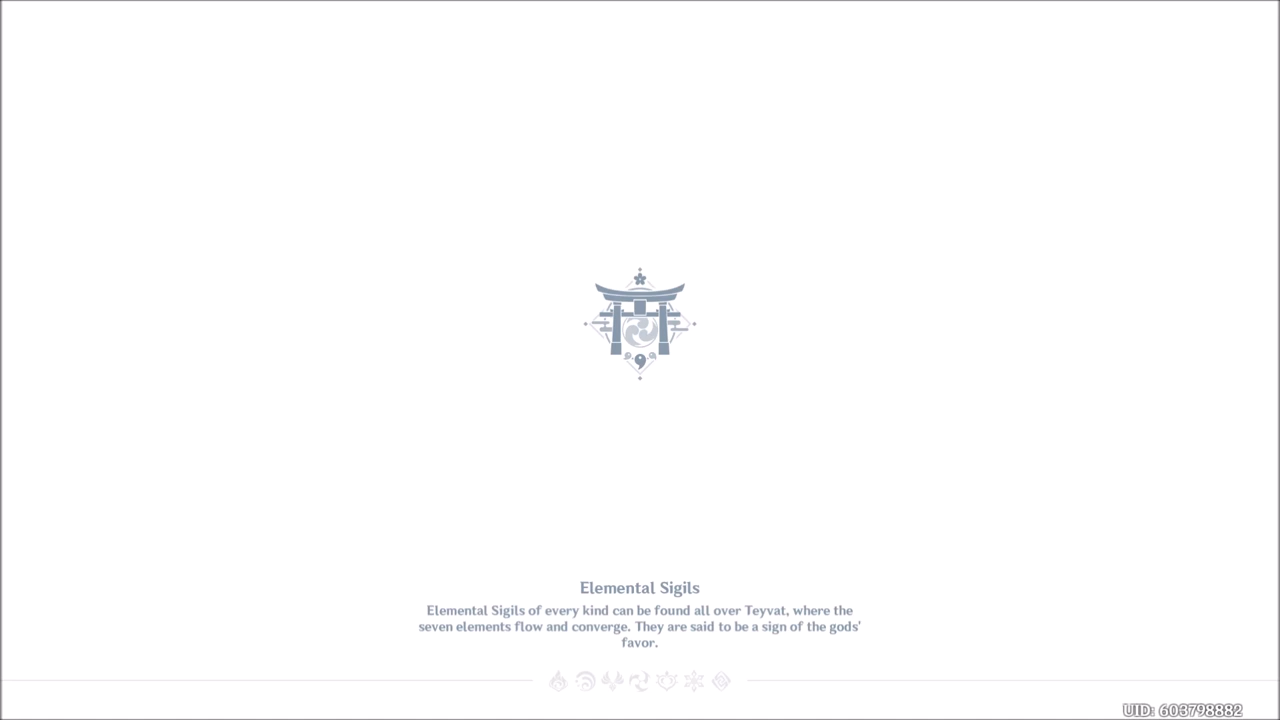 Elemental Sigils
Elemental Sigils of every kind can be found all over Teyvat, where the
seven elements flow and converge. They are said to be a sign of the gods'
favor.
UID: 603798882